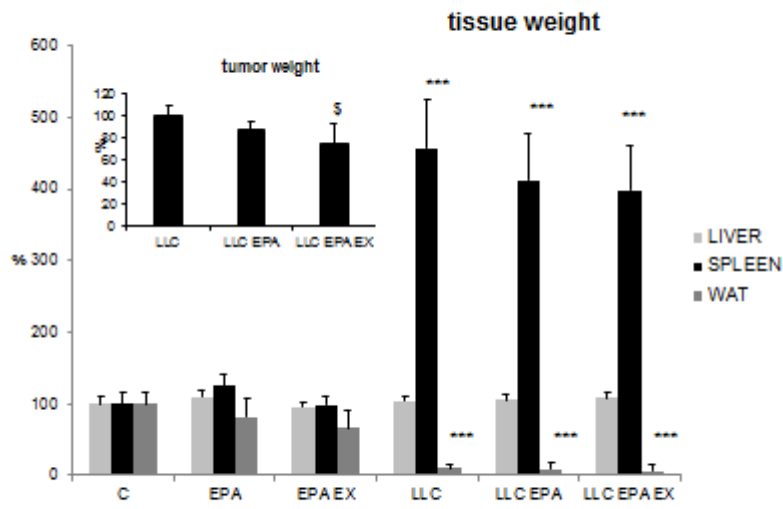 tissue weight
600
500
400
300
200
100
0
%
tumor weight
120
100
80
60
40
20
0
%
$
LLC LLC EPA LLC EPA EX
*** *** ***
*** *** ***
LIVER
SPLEEN
WAT
C EPA EPA EX LLC LLC EPA LLC EPA EX